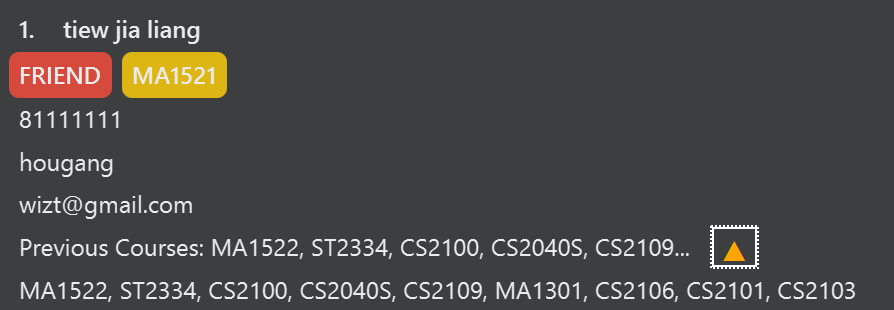 1. tiew jia liang
FRIEND MA1521
81111111
hougang
wizt@gmail.com
Previous Courses: MA1522, ST2334, CS2100, CS2040S, CS2109... ▲
MA1522, ST2334, CS2100, CS2040S, CS2109, MA1301, CS2106, CS2101, CS2103